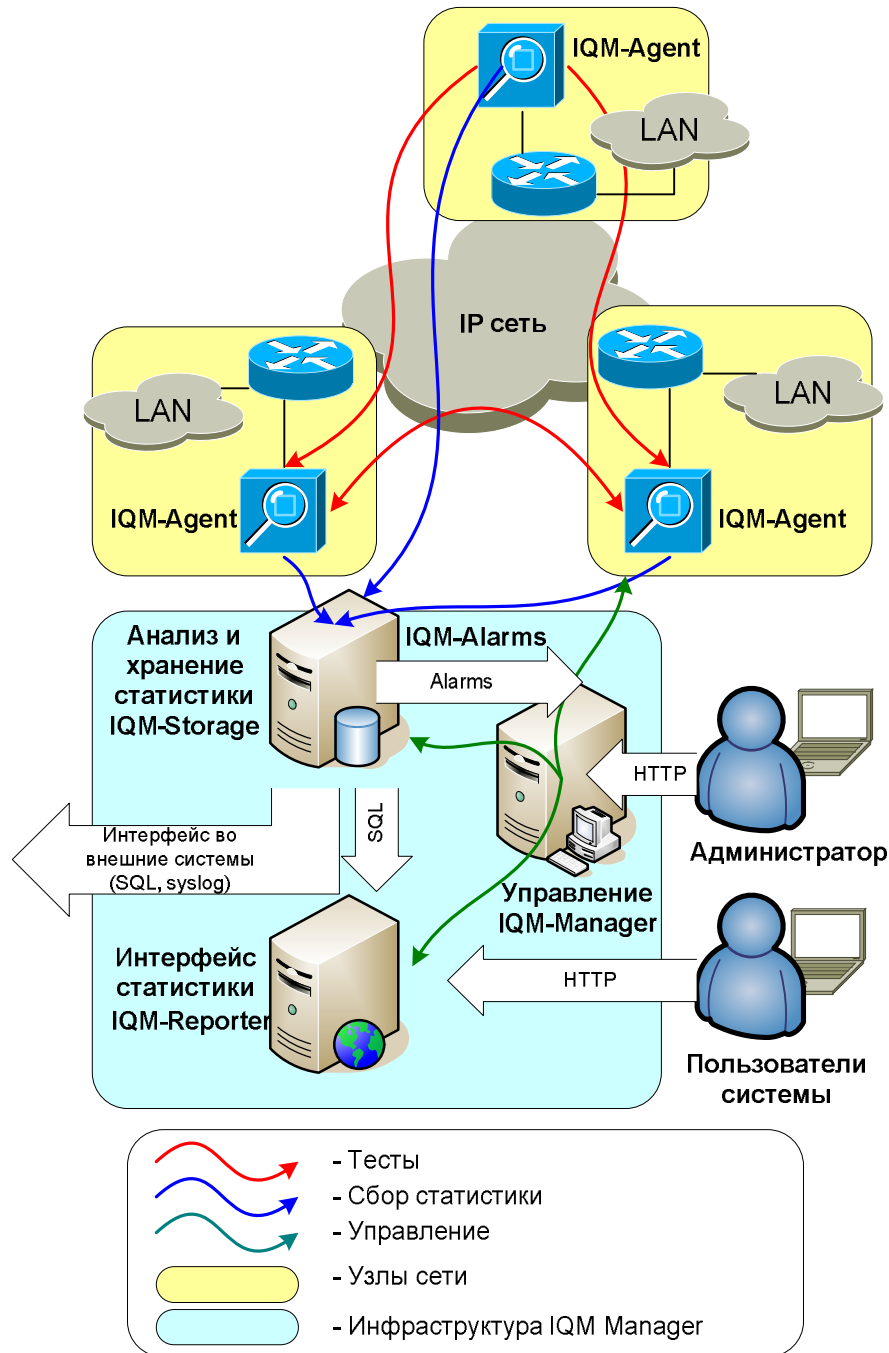 IQM-Agent
LAN
IP сеть
LAN
LAN
IQM-Agent
IQM-Agent
Анализ и
хранение
статистики
IQM-Storage
IQM-Alarms
Alarms
HTTP
Администратор
SQL
Интерфейс во
внешние системы
(SQL, syslog)
Управление
IQM-Manager
Интерфейс
статистики
IQM-Reporter
HTTP
Пользователи
системы
- Тесты
- Сбор статистики
- Управление
- Узлы сети
- Инфраструктура IQM Manager